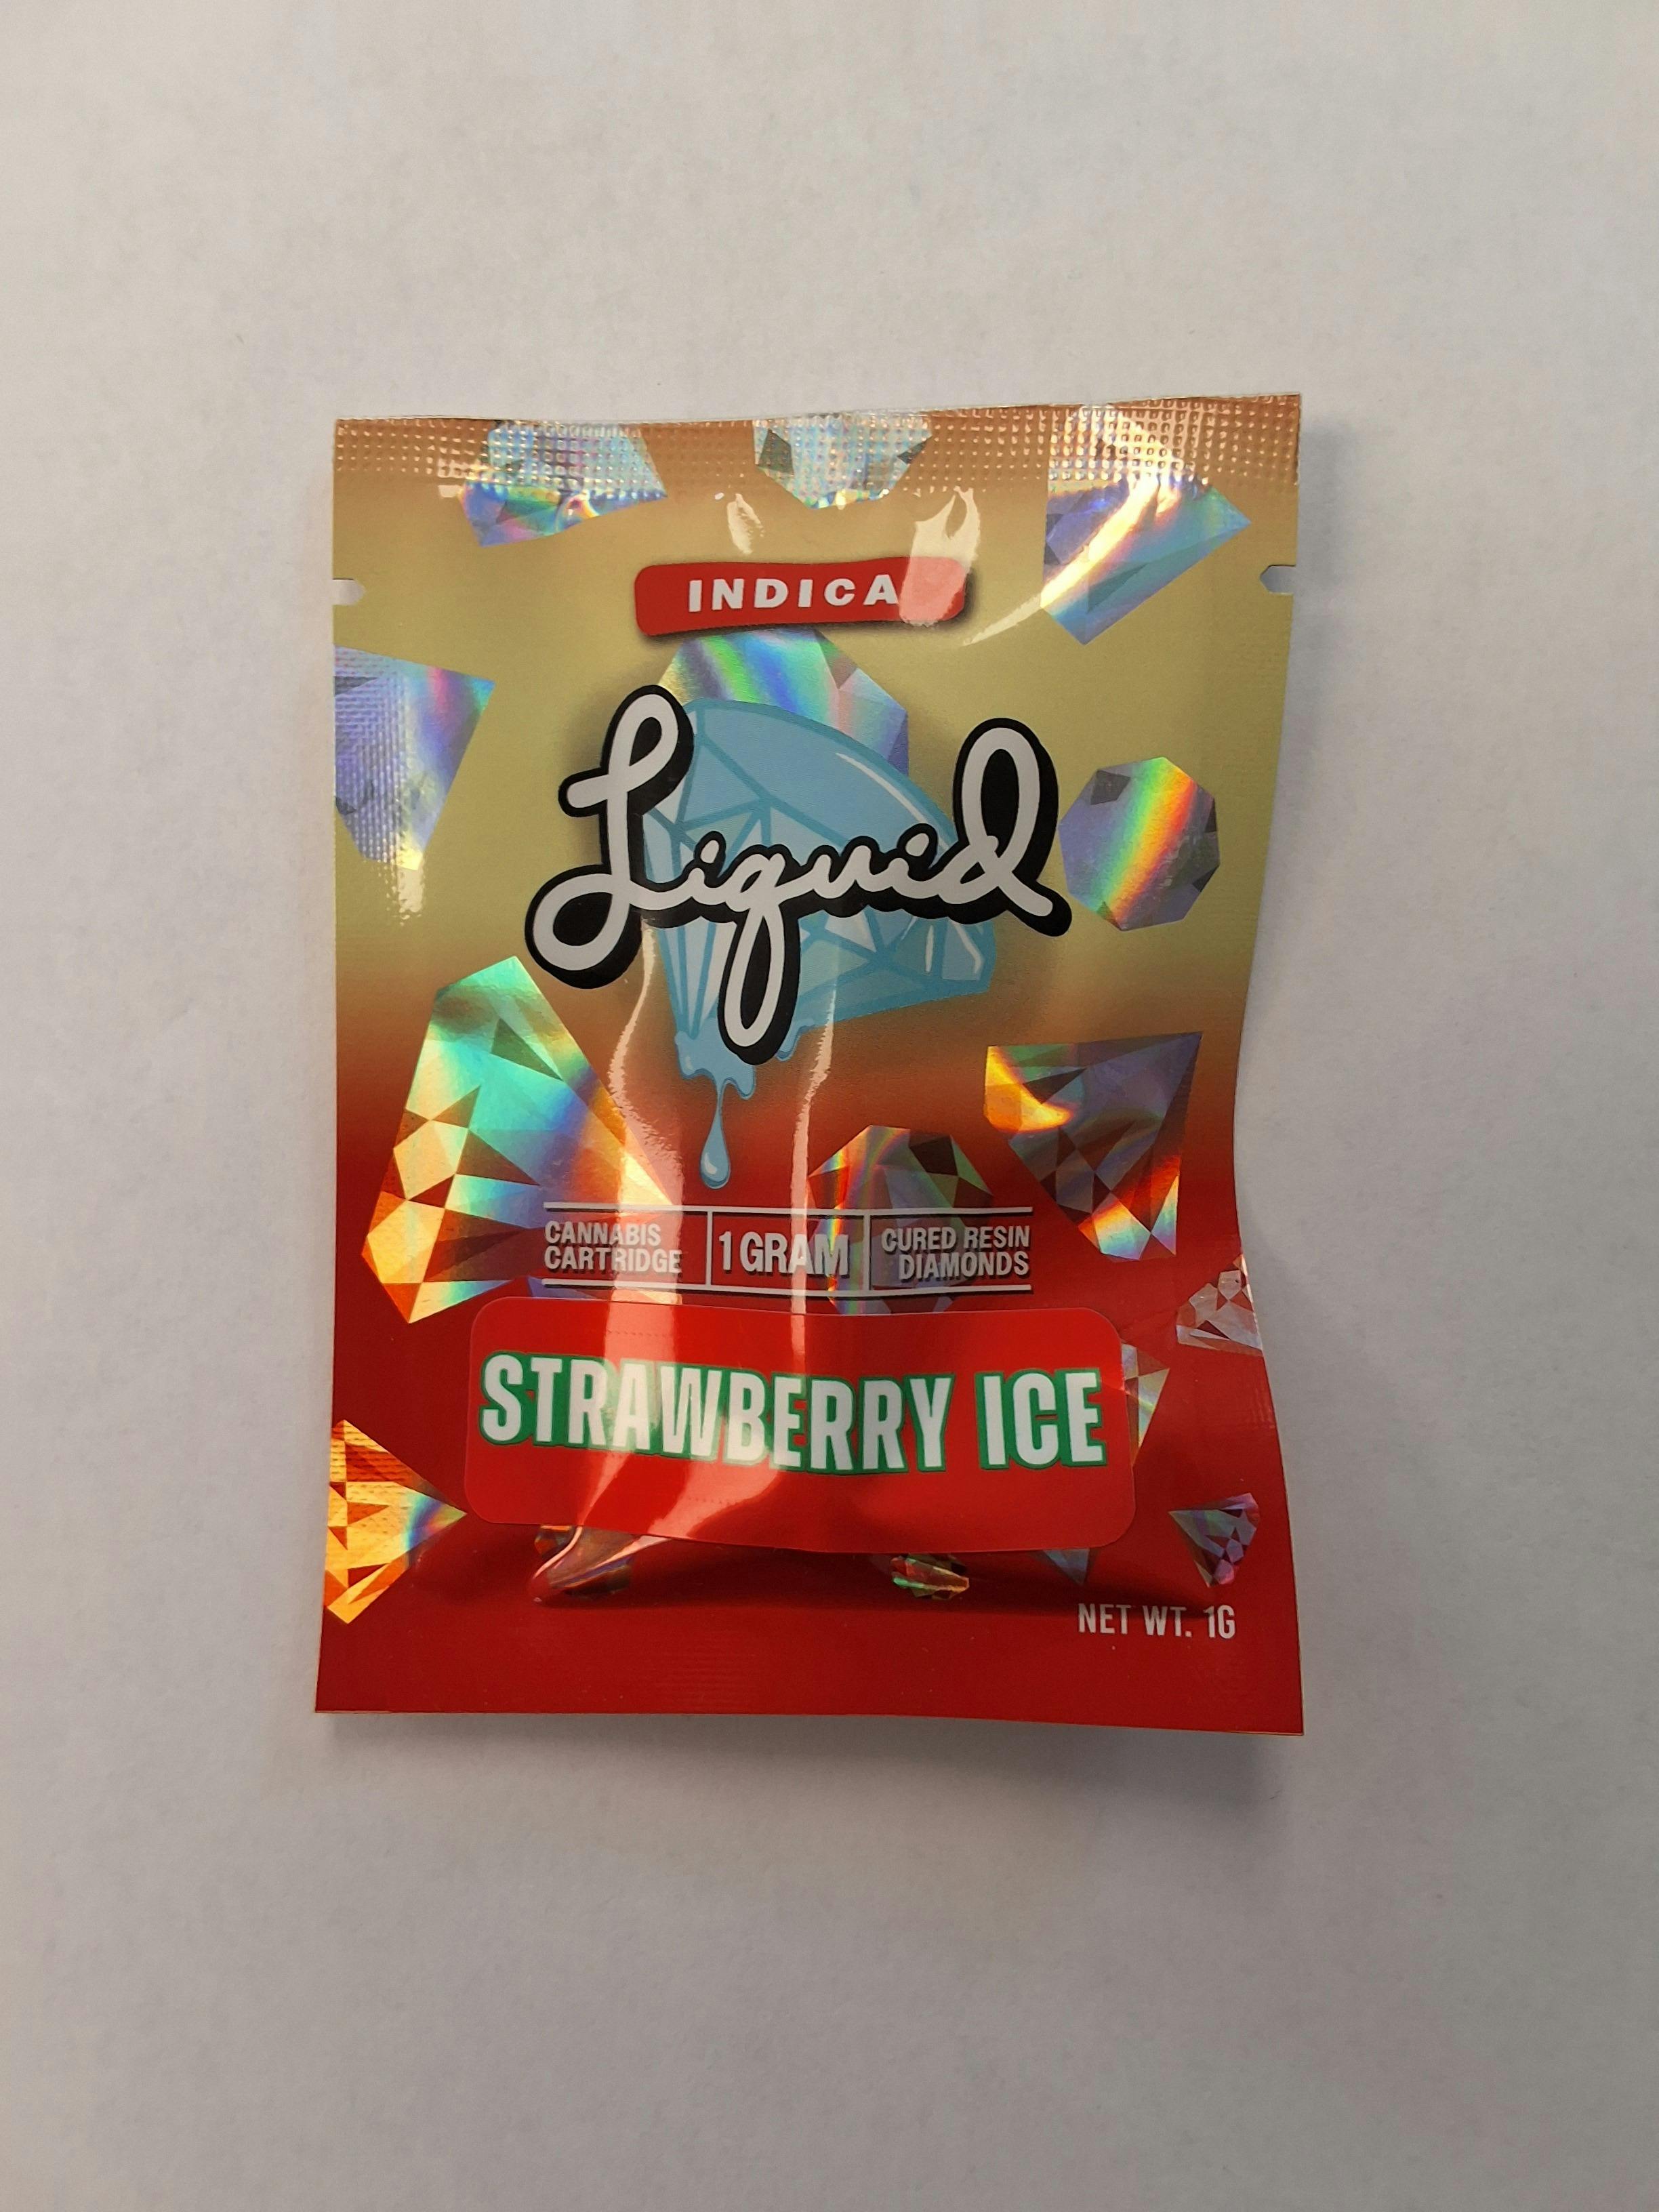 INDICA
Liquid
CANNABIS
CARTRIDGE
1 GRAM
CURED RESIN
DIAMONDS
STRAWBERRY ICE
NET WT. 1G